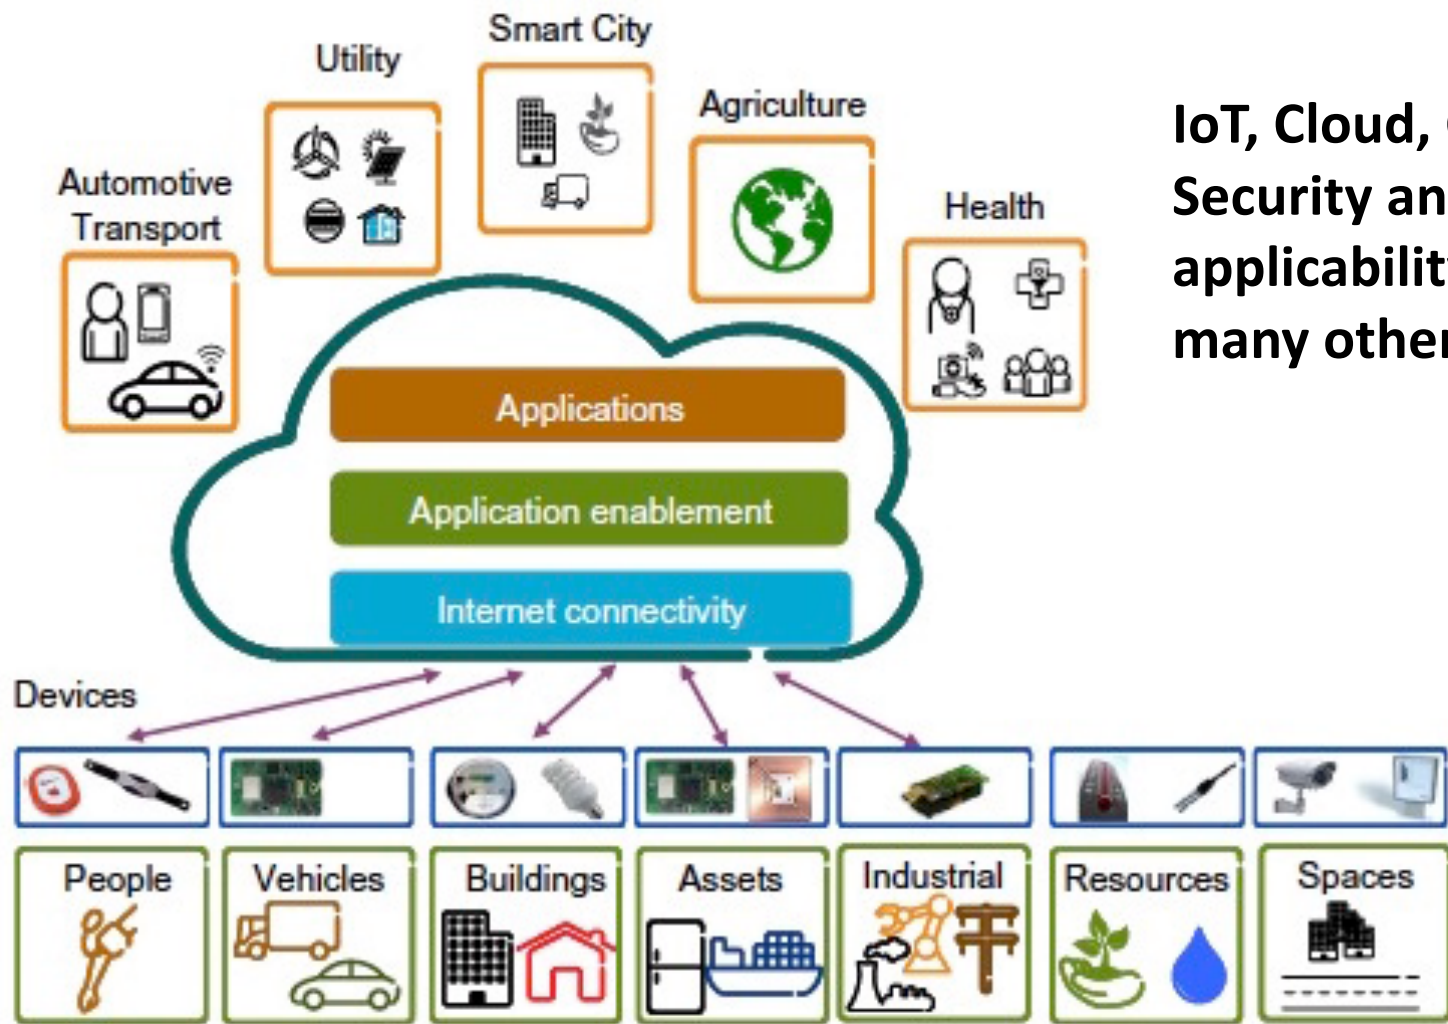 Smart City
Utility
Agriculture
Automotive
Transport
Health
IoT, Cloud,
Security an
applicability
many other
Applications
Application enablement
Internet connectivity
Devices
People
Vehicles
Buildings
Assets
Industrial
Resources
Spaces